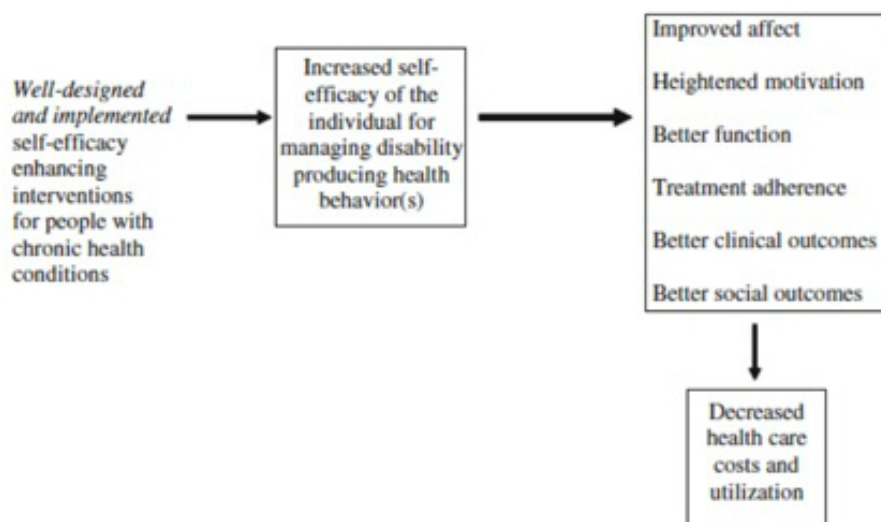 Well-designed
and implemented
self-efficacy
enhancing
interventions
for people with
chronic health
conditions
Increased self-
efficacy of the
individual for
managing disability
producing health
behavior(s)
Improved affect
Heightened motivation
Better function
Treatment adherence
Better clinical outcomes
Better social outcomes
Decreased
health care
costs and
utilization